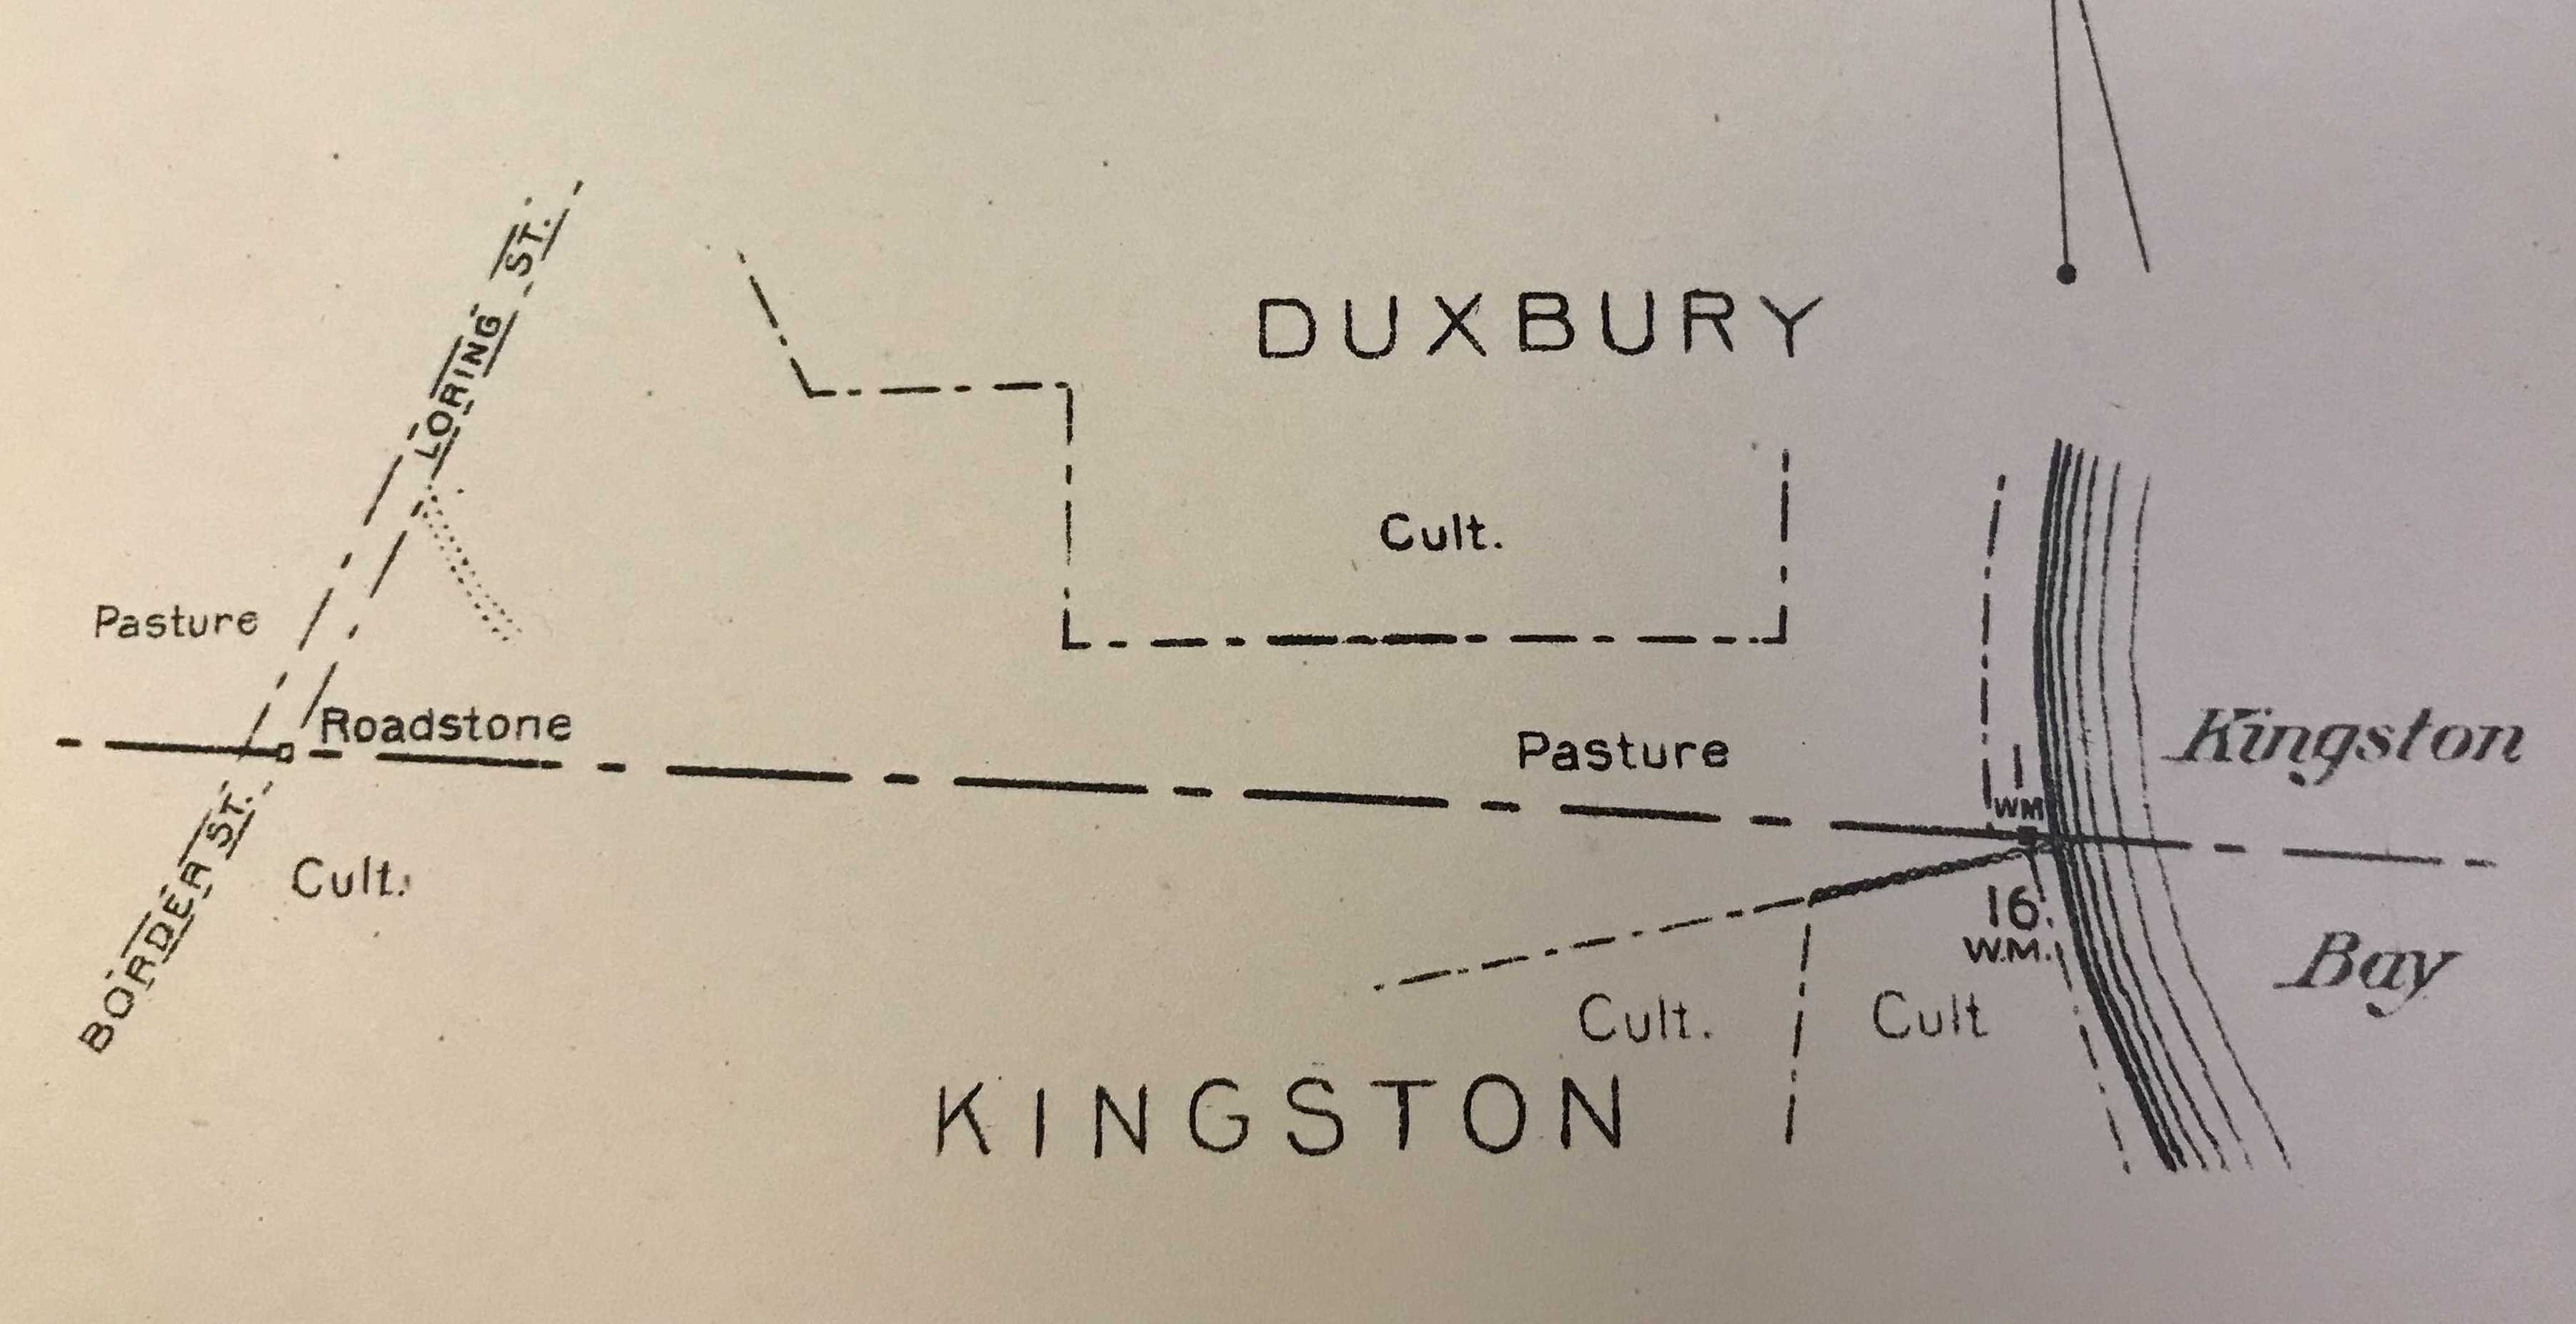 LORING ST.
DUXBURY
Cult.
Pasture
Roadstone
Pasture
Kingston
1
WM
BORDER ST.
Cult.
16
W.M.
Bay
Cult.
Cult
KINGSTON